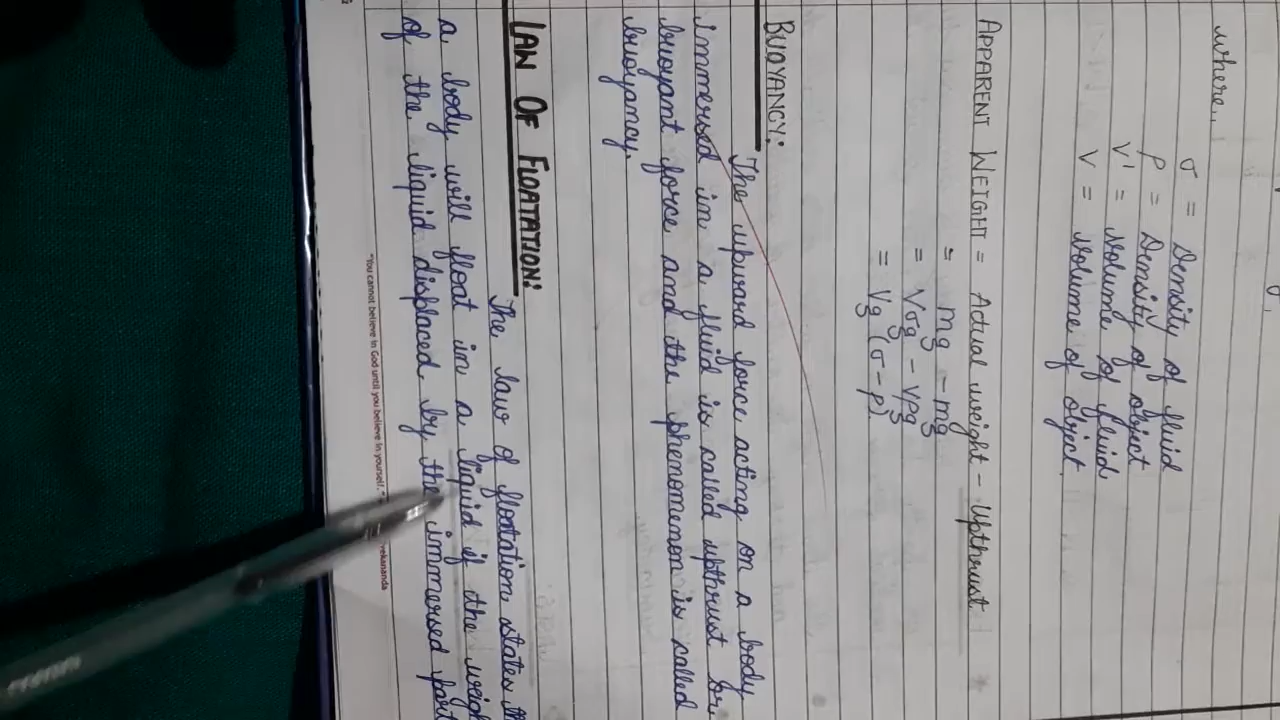 where,
σ = Density of fluid
ρ = Density of object
V' = Volume of fluid
V = Volume of object
APPARENT WEIGHT = Actual weight - Upthrust
= mg - mg
= Vσg - Vρg
= Vg (σ - ρ)
BUOYANCY:
The upward force acting on a body
immersed in a fluid is called upthrust or
buoyant force and the phenomenon is called
buoyancy.
LAW OF FLOATATION:
The law of floatation states
a body will float in a liquid if the
of the liquid displaced by the immersed part
"You cannot believe in God until you believe in yourself."